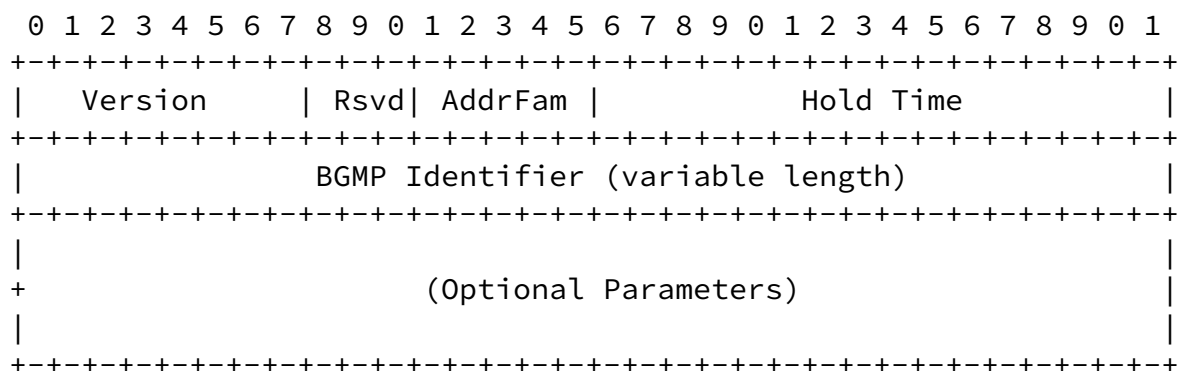 0 1 2 3 4 5 6 7 8 9 0 1 2 3 4 5 6 7 8 9 0 1 2 3 4 5 6 7 8 9 0 1
+-+-+-+-+-+-+-+-+-+-+-+-+-+-+-+-+-+-+-+-+-+-+-+-+-+-+-+-+-+-+-+-+
|   Version     | Rsvd| AddrFam |           Hold Time           |
+-+-+-+-+-+-+-+-+-+-+-+-+-+-+-+-+-+-+-+-+-+-+-+-+-+-+-+-+-+-+-+-+
|                BGMP Identifier (variable length)              |
+-+-+-+-+-+-+-+-+-+-+-+-+-+-+-+-+-+-+-+-+-+-+-+-+-+-+-+-+-+-+-+-+
|                                                               |
+                      (Optional Parameters)                    |
|                                                               |
+-+-+-+-+-+-+-+-+-+-+-+-+-+-+-+-+-+-+-+-+-+-+-+-+-+-+-+-+-+-+-+-+